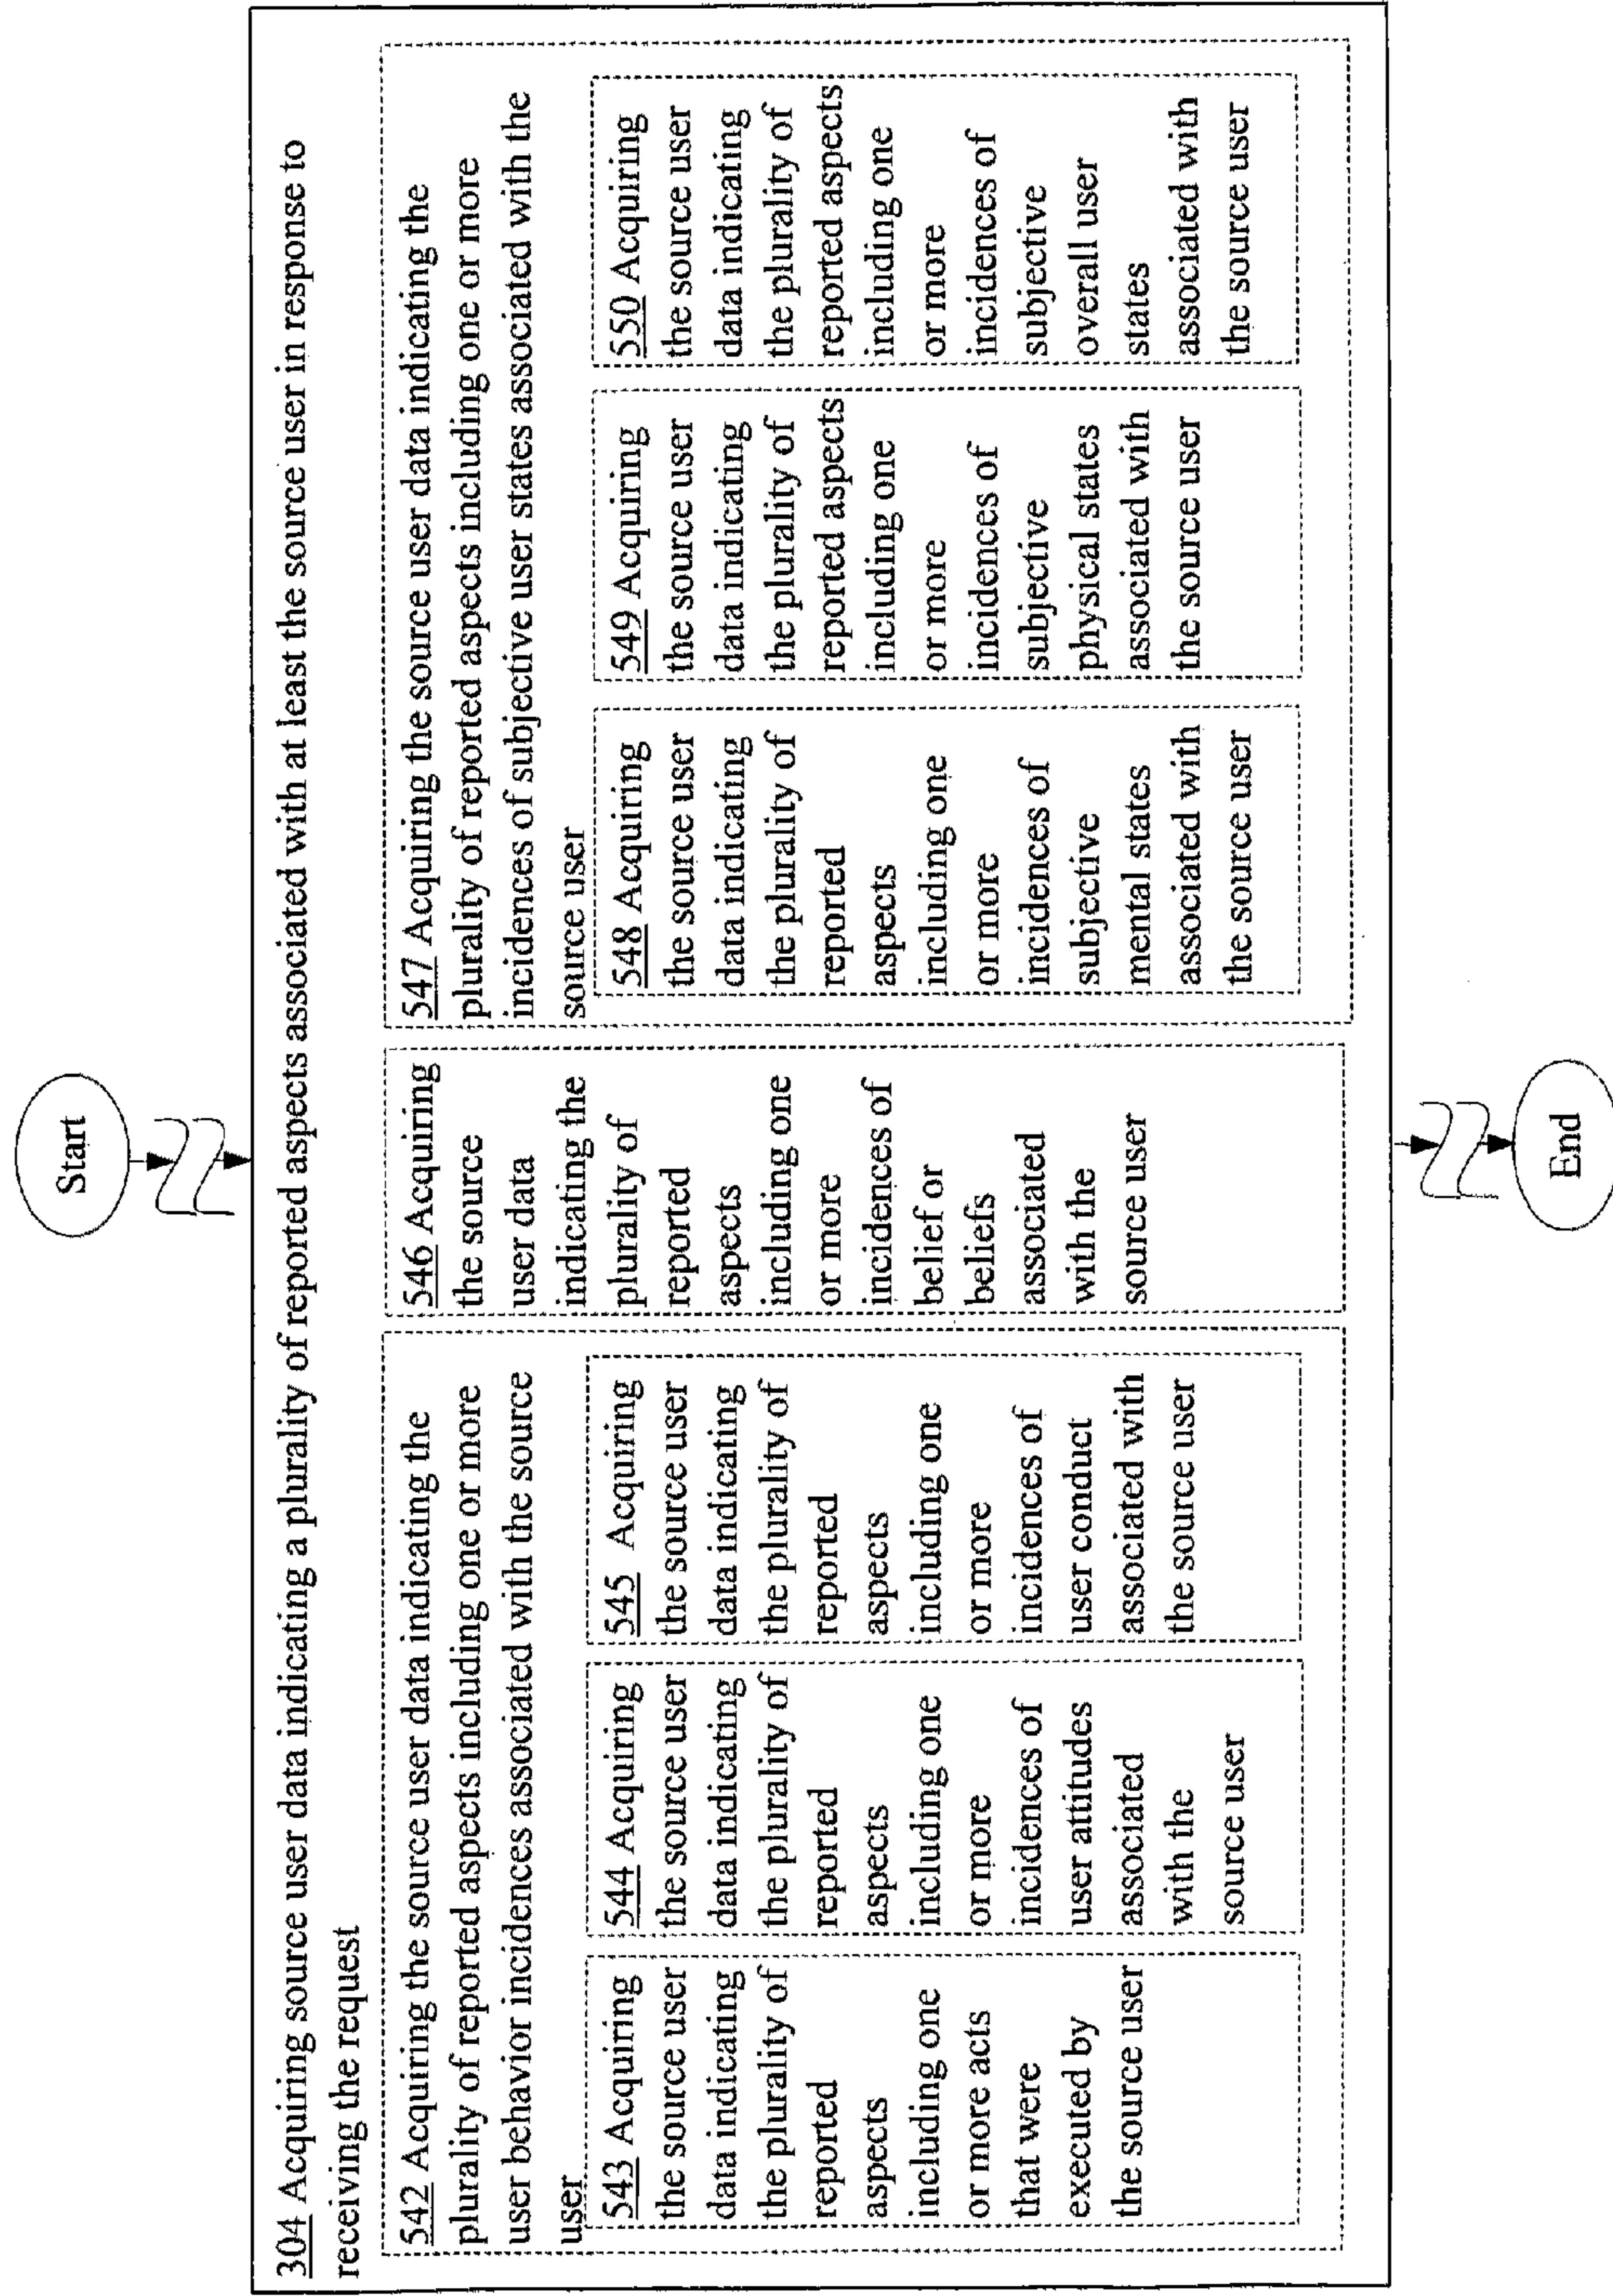 Start
304 Acquiring source user data indicating a plurality of reported aspects associated with at least the source user in response to
receiving the request
542 Acquiring the source user data indicating the
plurality of reported aspects including one or more
user behavior incidences associated with the source
user
543 Acquiring
the source user
data indicating
the plurality of
reported
aspects
including one
or more acts
that were
executed by
the source user
544 Acquiring
the source user
data indicating
the plurality of
reported
aspects
including one
or more
incidences of
user attitudes
associated
with the
source user
545 Acquiring
the source user
data indicating
the plurality of
reported
aspects
including one
or more
incidences of
user conduct
associated with
the source user
546 Acquiring
the source
user data
indicating the
plurality of
reported
aspects
including one
or more
incidences of
belief or
beliefs
associated
with the
source user
547 Acquiring the source user data indicating the
plurality of reported aspects including one or more
incidences of subjective user states associated with the
source user
548 Acquiring
the source user
data indicating
the plurality of
reported
aspects
including one
or more
incidences of
subjective
mental states
associated with
the source user
549 Acquiring
the source user
data indicating
the plurality of
reported aspects
including one
or more
incidences of
subjective
physical states
associated with
the source user
550 Acquiring
the source user
data indicating
the plurality of
reported aspects
including one
or more
incidences of
subjective
overall user
states
associated with
the source user
End